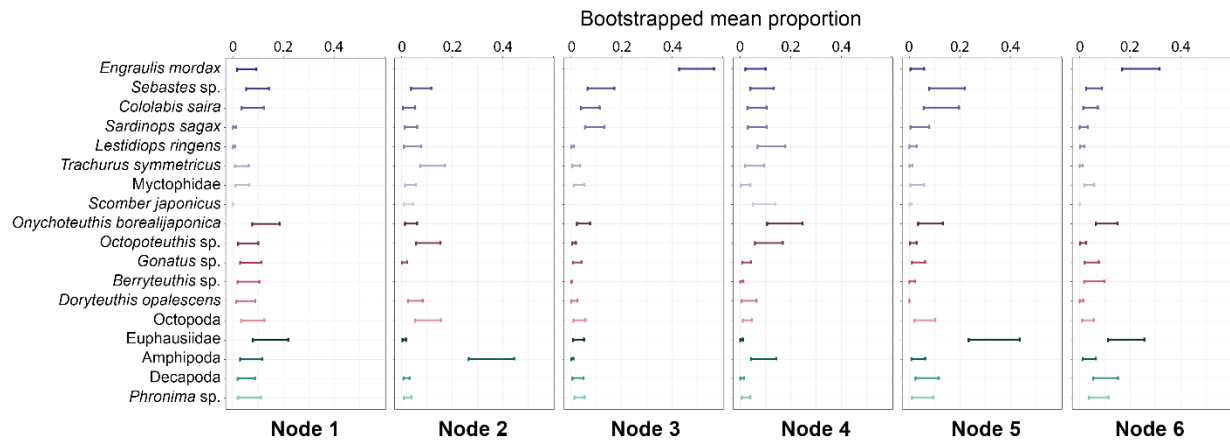 Bootstrapped mean proportion
0 0.2 0.4 0 0.2 0.4 0 0.2 0.4 0 0.2 0.4 0 0.2 0.4 0 0.2 0.4
Engraulis mordax
Sebastes sp.
Cololabis saira
Sardinops sagax
Lestidiops ringens
Trachurus symmetricus
Myctophidae
Scomber japonicus
Onychoteuthis borealijaponica
Octopoteuthis sp.
Gonatus sp.
Berryteuthis sp.
Doryteuthis opalescens
Octopoda
Euphausiidae
Amphipoda
Decapoda
Phronima sp.
Node 1 Node 2 Node 3 Node 4 Node 5 Node 6